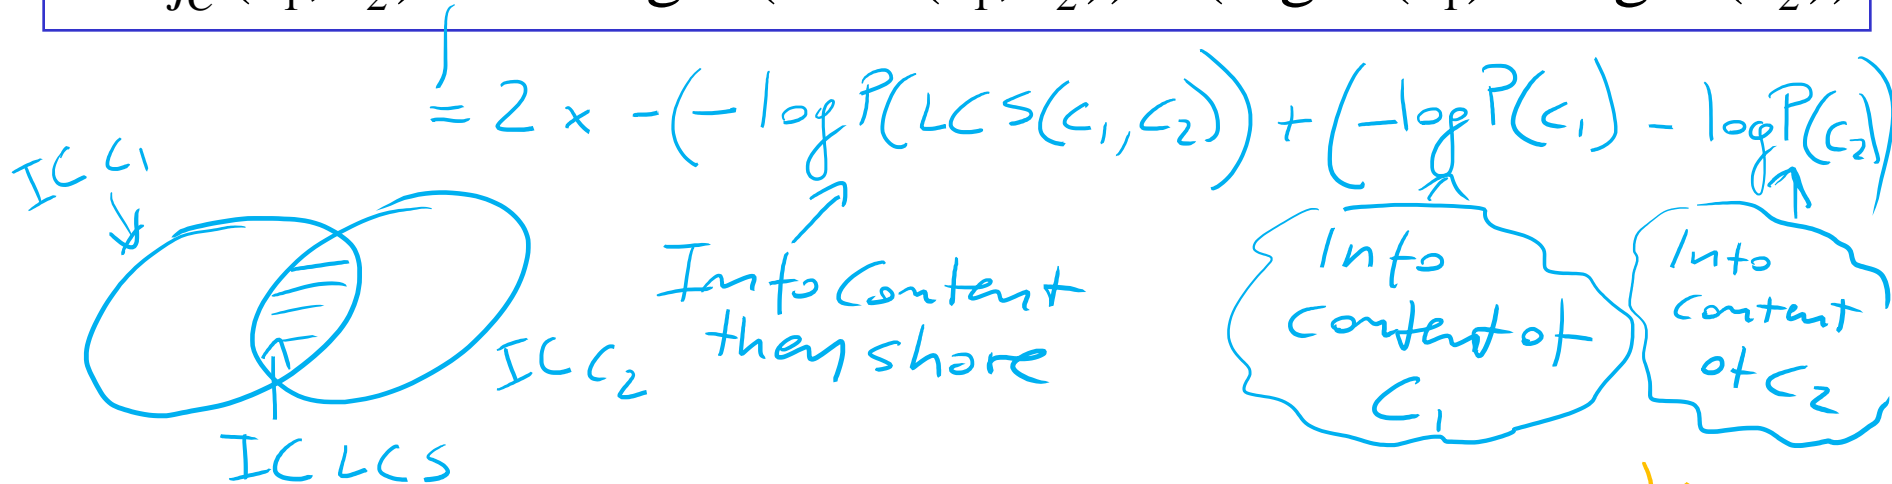 = 2 x -(-log P(LCS(c1,c2)) + (-log P(c1) - log P(c2))
IC C1
Info Content
they share
Info
content of
C1
Info
content
of C2
IC C2
IC LCS